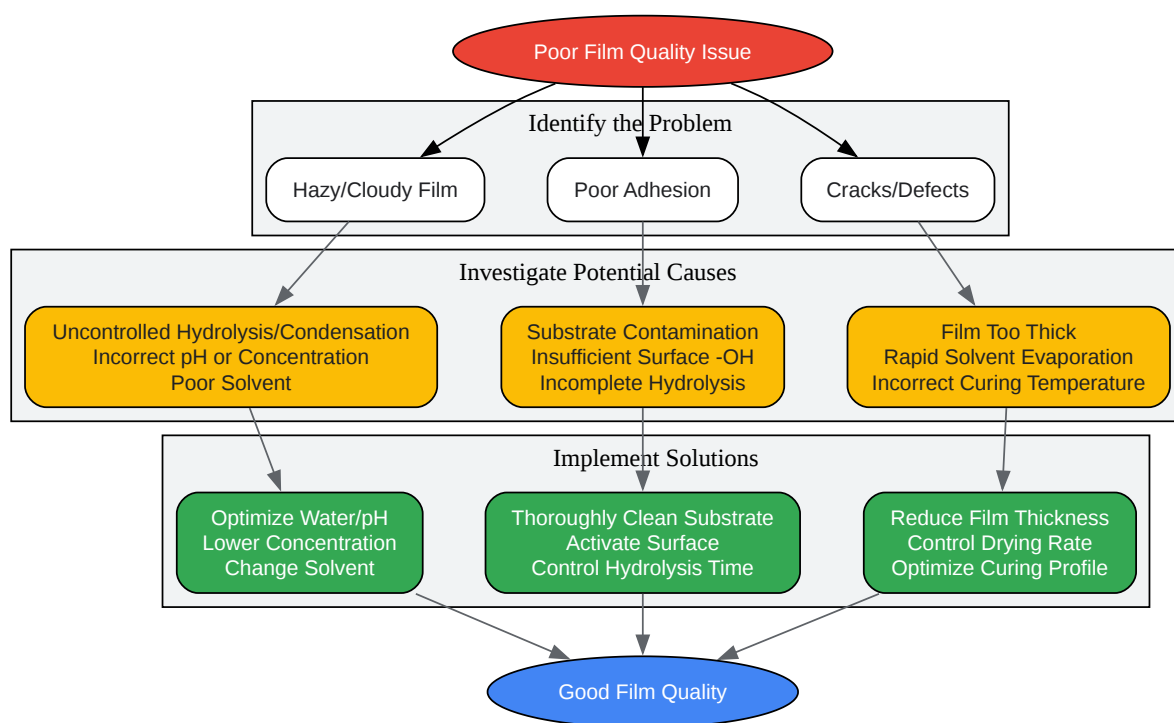 Poor Film Quality Issue
Identify the Problem
Hazy/Cloudy Film
Poor Adhesion
Cracks/Defects
Investigate Potential Causes
Uncontrolled Hydrolysis/Condensation
Incorrect pH or Concentration
Poor Solvent
Substrate Contamination
Insufficient Surface -OH
Incomplete Hydrolysis
Film Too Thick
Rapid Solvent Evaporation
Incorrect Curing Temperature
Implement Solutions
Optimize Water/pH
Lower Concentration
Change Solvent
Thoroughly Clean Substrate
Activate Surface
Control Hydrolysis Time
Reduce Film Thickness
Control Drying Rate
Optimize Curing Profile
Good Film Quality